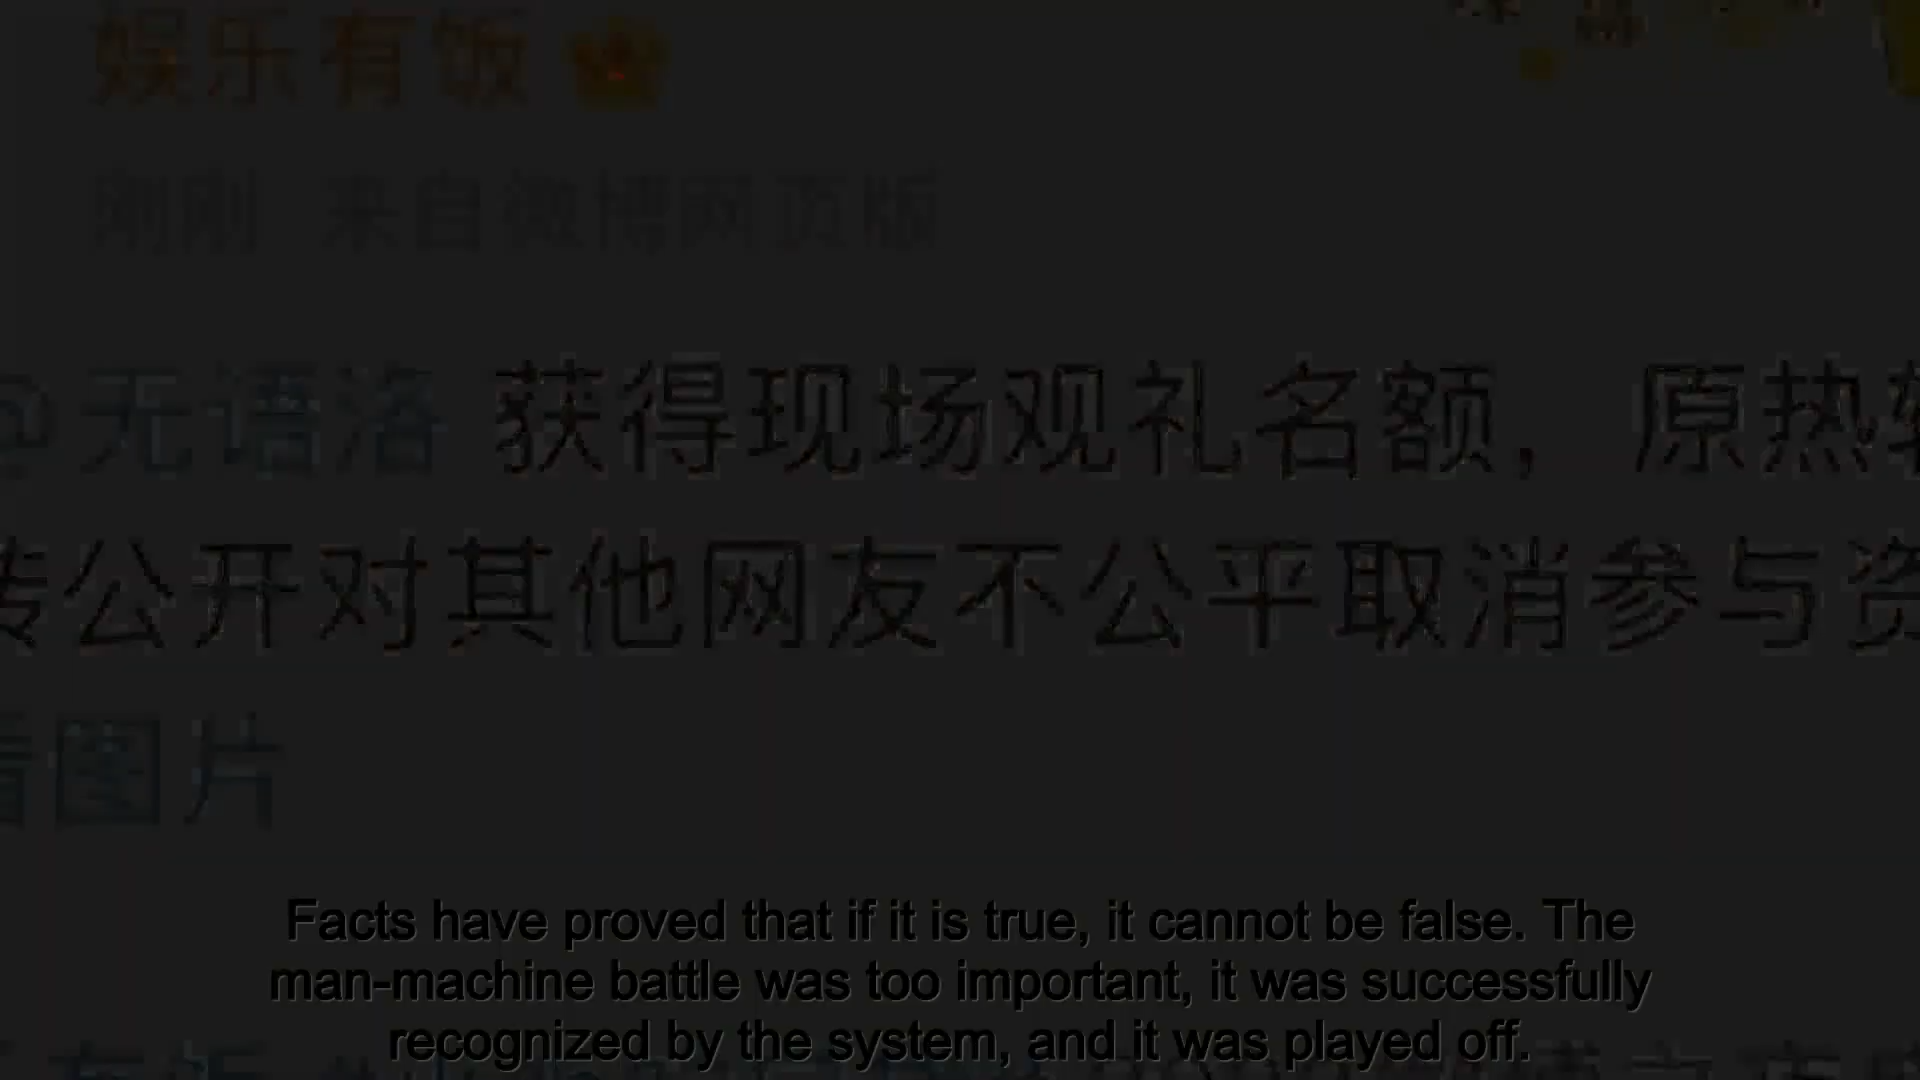 娱乐有饭
刚刚 来自微博网页版
@无语洛 获得现场观礼名额，原热转
转公开对其他网友不公平取消参与资
看图片
Facts have proved that if it is true, it cannot be false. The
man-machine battle was too important, it was successfully
recognized by the system, and it was played off.